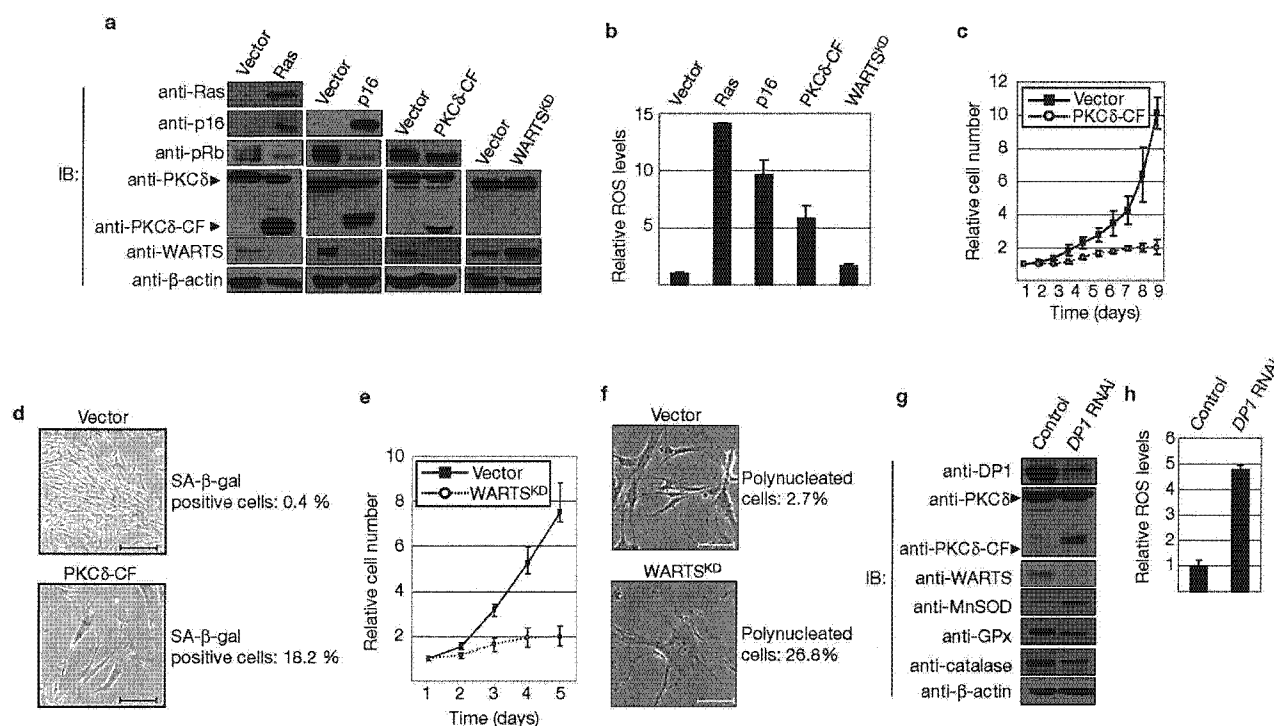 a
Vector
Ras
Vector
p16
Vector
PKCδ-CF
Vector
WARTSKD
IB:
anti-Ras
anti-p16
anti-pRb
anti-PKCδ
anti-PKCδ-CF
anti-WARTS
anti-β-actin
b
Vector
Ras
p16
PKCδ-CF
WARTSKD
Relative ROS levels
15
10
5
c
Relative cell number
12
10
8
6
4
2
Vector
PKCδ-CF
1 2 3 4 5 6 7 8 9
Time (days)
d
Vector
SA-β-gal
positive cells: 0.4 %
PKCδ-CF
SA-β-gal
positive cells: 18.2 %
e
Relative cell number
10
8
6
4
2
Vector
WARTSKD
1 2 3 4 5
Time (days)
f
Vector
Polynucleated
cells: 2.7%
WARTSKD
Polynucleated
cells: 26.8%
g
Control
DP1 RNAi
IB:
anti-DP1
anti-PKCδ
anti-PKCδ-CF
anti-WARTS
anti-MnSOD
anti-GPx
anti-catalase
anti-β-actin
h
Control
DP1 RNAi
Relative ROS levels
6
5
4
3
2
1